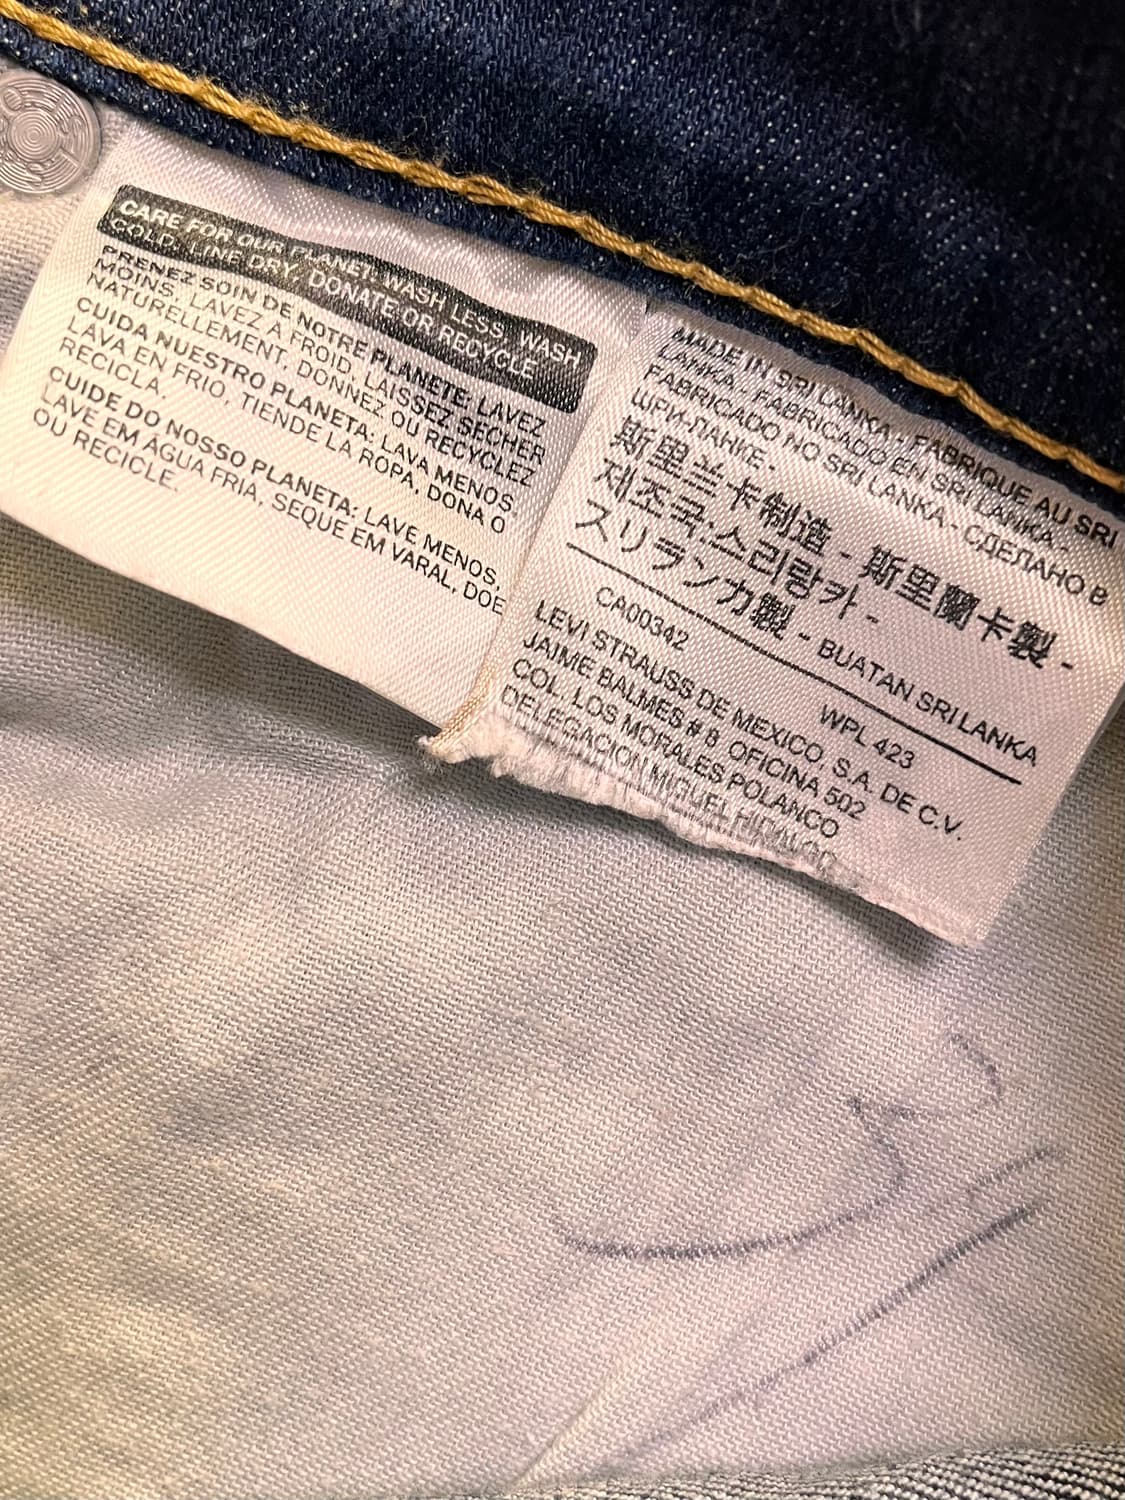 CARE FOR OUR PLANET: WASH LESS, WASH
COLD, LINE DRY, DONATE OR RECYCLE
PRENEZ SOIN DE NOTRE PLANETE: LAVEZ
MOINS, LAVEZ A FROID, LAISSEZ SECHER
NATURELLEMENT, DONNEZ OU RECYCLEZ
CUIDA NUESTRO PLANETA: LAVA MENOS
LAVA EN FRIO, TIENDE LA ROPA, DONA O
RECICLA.
CUIDE DO NOSSO PLANETA: LAVE MENOS,
LAVE EM ÁGUA FRIA, SEQUE EM VARAL, DOE
OU RECICLE.
MADE IN SRI LANKA - FABRIQUE AU SRI
LANKA - FABRICADO EN SRI LANKA -
FABRICADO NO SRI LANKA - СДЕЛАНО В
ШРИ-ЛАНКЕ -
斯里兰卡制造 - 斯里蘭卡製 -
제조국:스리랑카 -
スリランカ製 - BUATAN SRI LANKA
CA00342 WPL 423
LEVI STRAUSS DE MEXICO, S.A. DE C.V.
JAIME BALMES # 8 OFICINA 502
COL. LOS MORALES POLANCO
DELEGACION MIGUEL HIDALGO